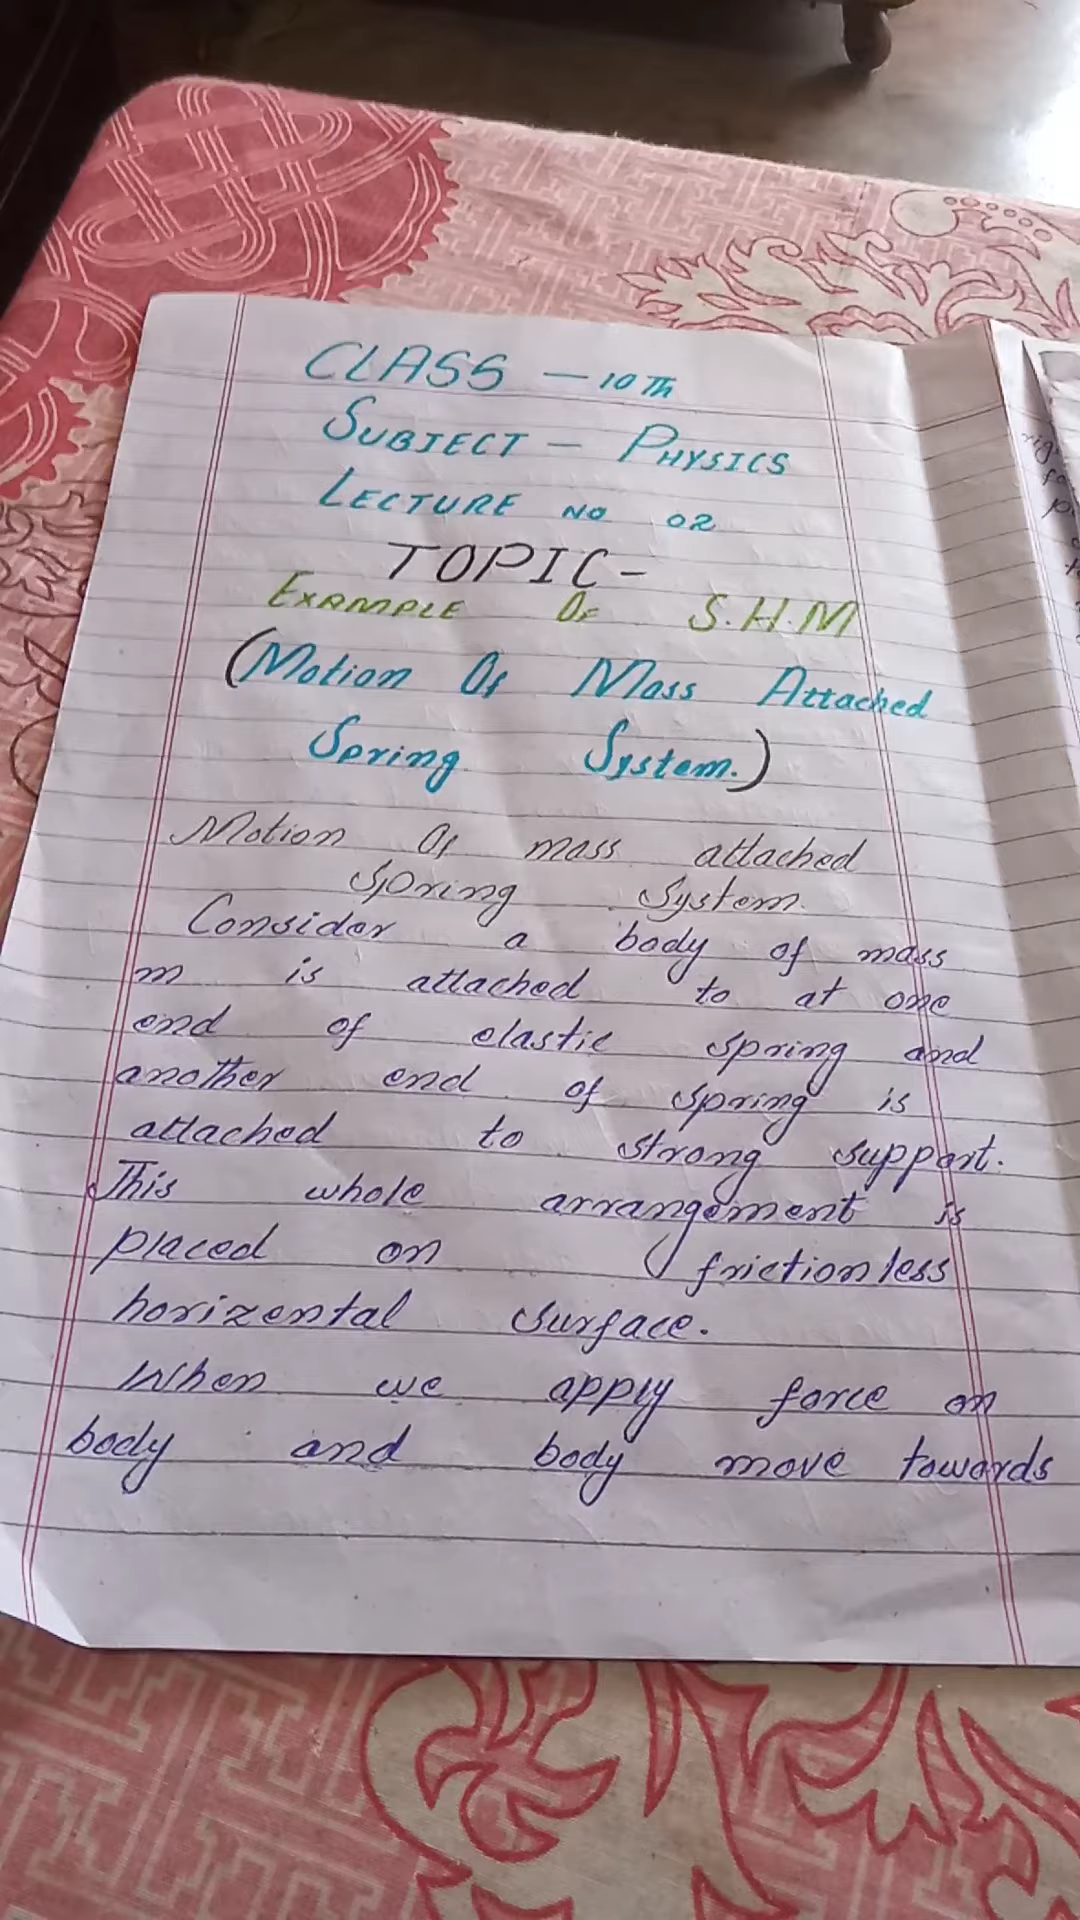 CLASS - 10Th
SUBJECT - PHYSICS
LECTURE NO 02
TOPIC-
EXAMPLE OF S.H.M
(Motion Of Mass Attached
Spring System.)
Motion Of mass attached
Spring System.
Consider a body of mass
m is attached to at one
end of elastic spring and
another end of spring is
attached to strong support.
This whole arrangement is
placed on frictionless
horizental surface.
When we apply force on
body and body move towards